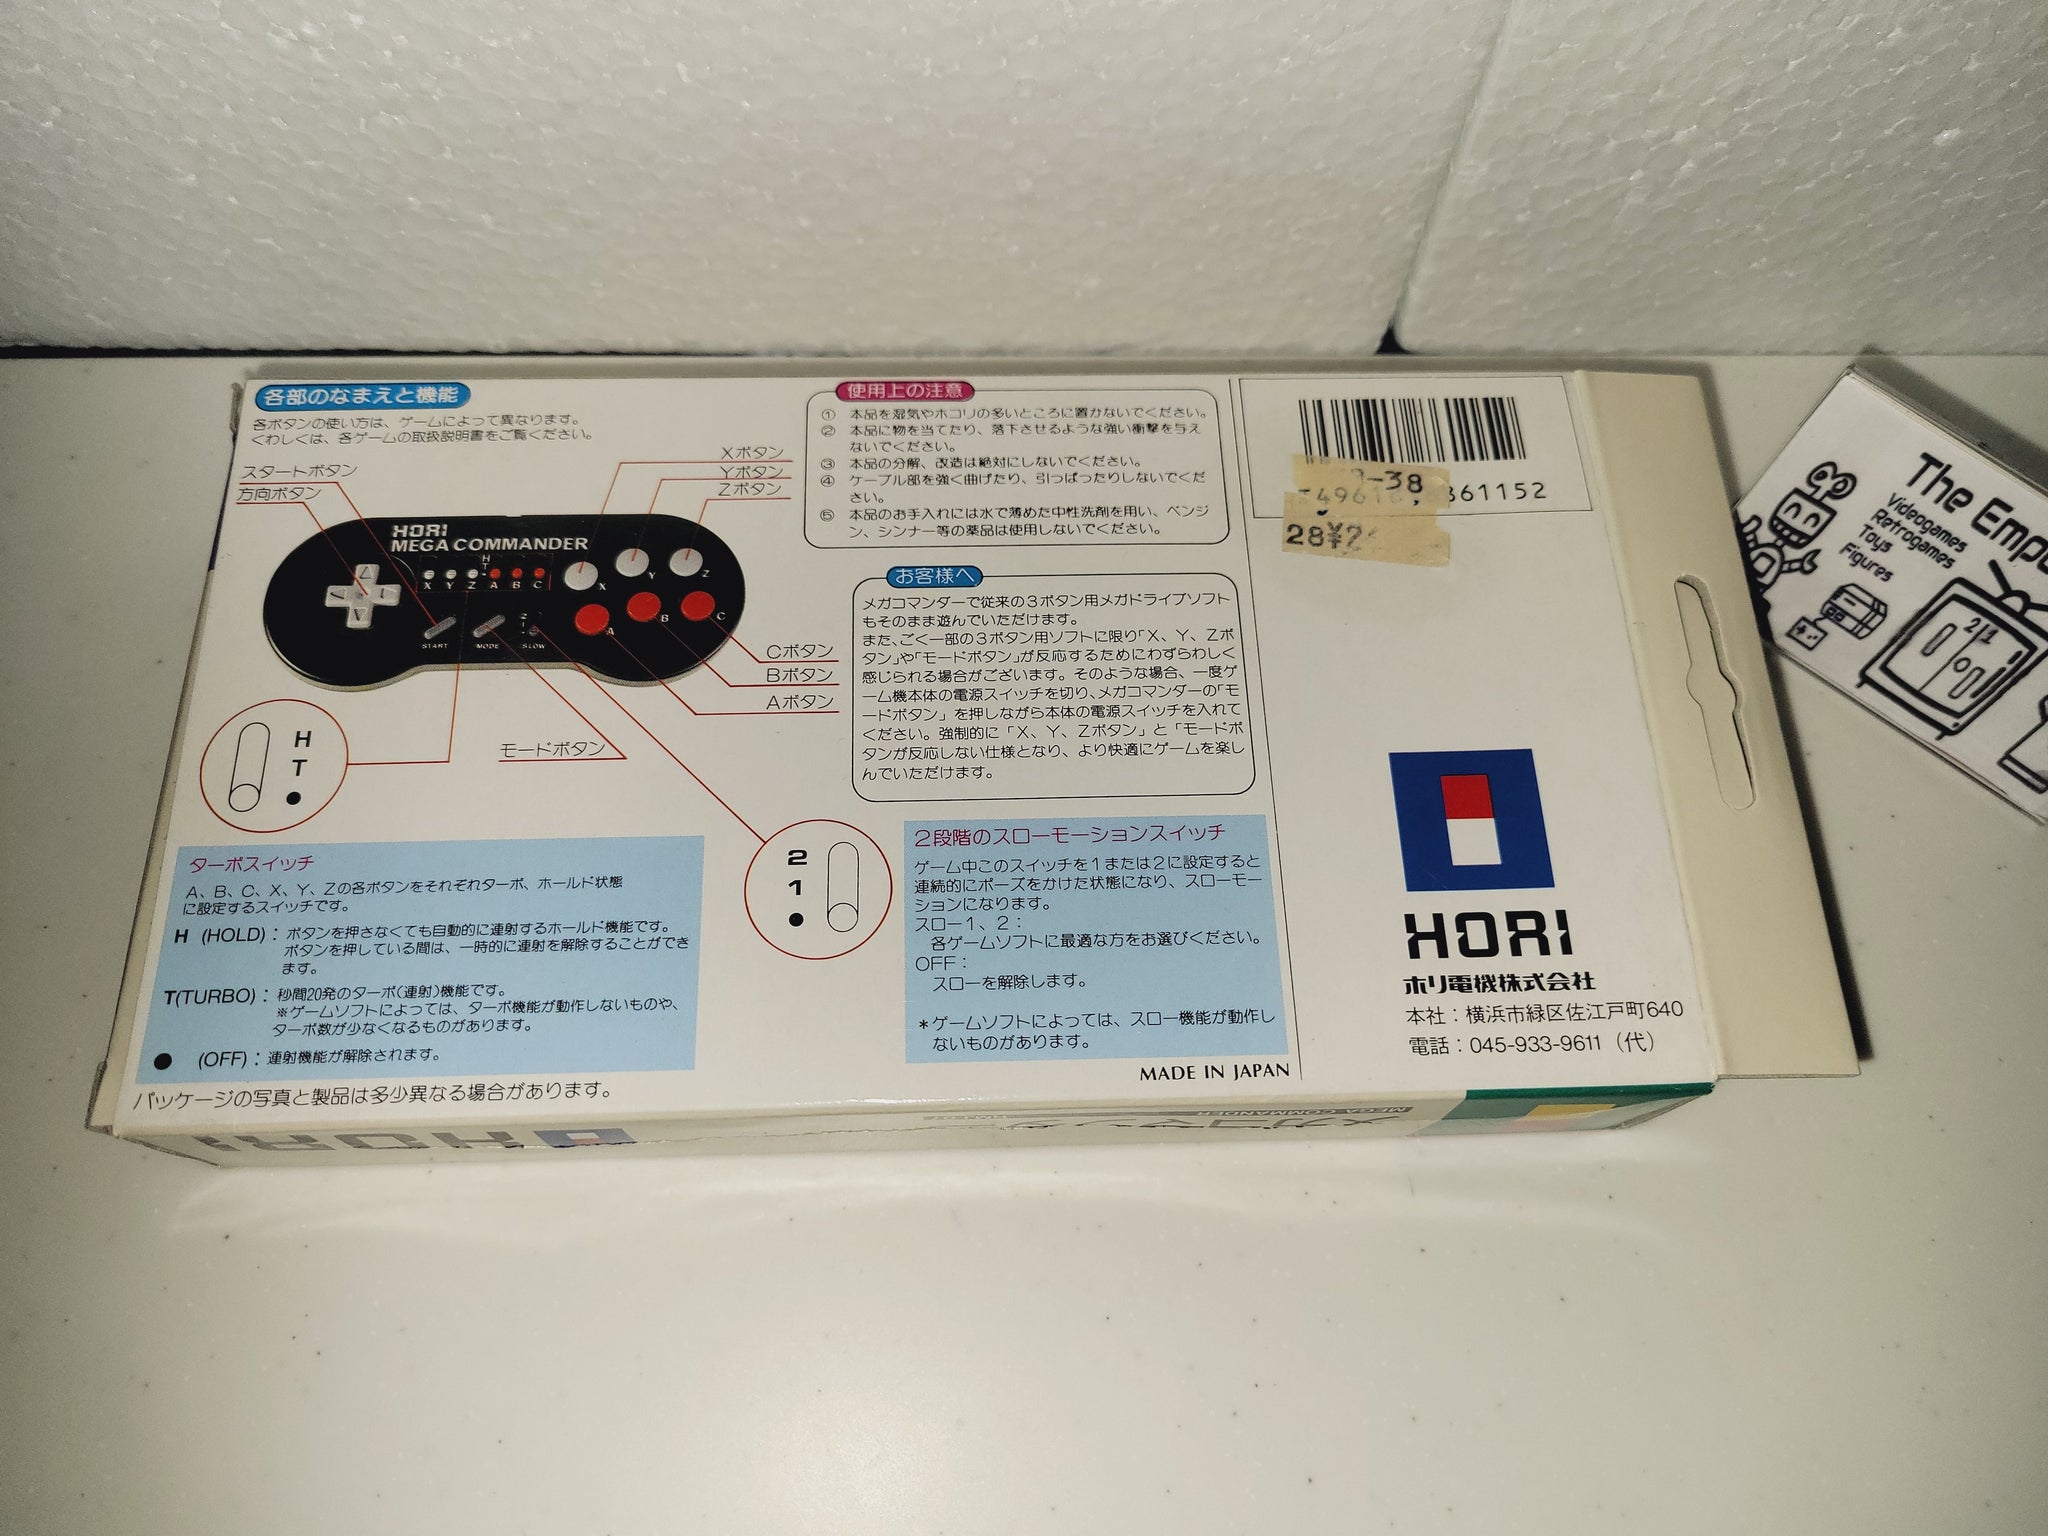 各部のなまえと機能
各ボタンの使い方は、ゲームによって異なります。
くわしくは、各ゲームの取扱説明書をご覧ください。
スタートボタン
方向ボタン
Xボタン
Yボタン
Zボタン
HORI
MEGA COMMANDER
H
T
X Y Z A B C
X
Y
Z
A
B
C
2
1
START
MODE
SLOW
Cボタン
Bボタン
Aボタン
モードボタン
H
T
●
2
1
●
ターボスイッチ
A、B、C、X、Y、Zの各ボタンをそれぞれターボ、ホールド状態
に設定するスイッチです。
H (HOLD)：ボタンを押さなくても自動的に連射するホールド機能です。
ボタンを押している間は、一時的に連射を解除することができ
ます。
T(TURBO)：秒間20発のターボ(連射)機能です。
※ゲームソフトによっては、ターボ機能が動作しないものや、
ターボ数が少なくなるものがあります。
● (OFF)：連射機能が解除されます。
パッケージの写真と製品は多少異なる場合があります。
使用上の注意
① 本品を湿気やホコリの多いところに置かないでください。
② 本品に物を当てたり、落下させるような強い衝撃を与え
ないでください。
③ 本品の分解、改造は絶対にしないでください。
④ ケーブル部を強く曲げたり、引っぱったりしないでくだ
さい。
⑤ 本品のお手入れには水で薄めた中性洗剤を用い、ベンジ
ン、シンナー等の薬品は使用しないでください。
お客様へ
メガコマンダーで従来の3ボタン用メガドライブソフト
もそのまま遊んでいただけます。
また、ごく一部の3ボタン用ソフトに限り「X、Y、Zボ
タン」や「モードボタン」が反応するためにわずらわしく
感じられる場合がございます。そのような場合、一度ゲ
ーム機本体の電源スイッチを切り、メガコマンダーの「モ
ードボタン」を押しながら本体の電源スイッチを入れて
ください。強制的に「X、Y、Zボタン」と「モードボ
タンが反応しない仕様となり、より快適にゲームを楽し
んでいただけます。
2段階のスローモーションスイッチ
ゲーム中このスイッチを1または2に設定すると
連続的にポーズをかけた状態になり、スローモー
ションになります。
スロー1、2：
各ゲームソフトに最適な方をお選びください。
OFF：
スローを解除します。
＊ゲームソフトによっては、スロー機能が動作し
ないものがあります。
MADE IN JAPAN
-38
361152
28¥2
HORI
ホリ電機株式会社
本社：横浜市緑区佐江戸町640
電話：045-933-9611（代）
HORI
メガコマンダー
MEGA COMMANDER
The Emp
Videogames
Retrogames
Toys
Figures